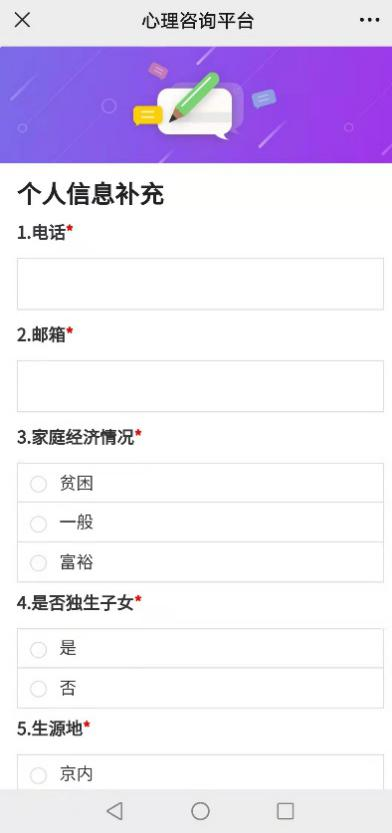 心理咨询平台
个人信息补充
1.电话*
2.邮箱*
3.家庭经济情况*
贫困
一般
富裕
4.是否独生子女*
是
否
5.生源地*
京内